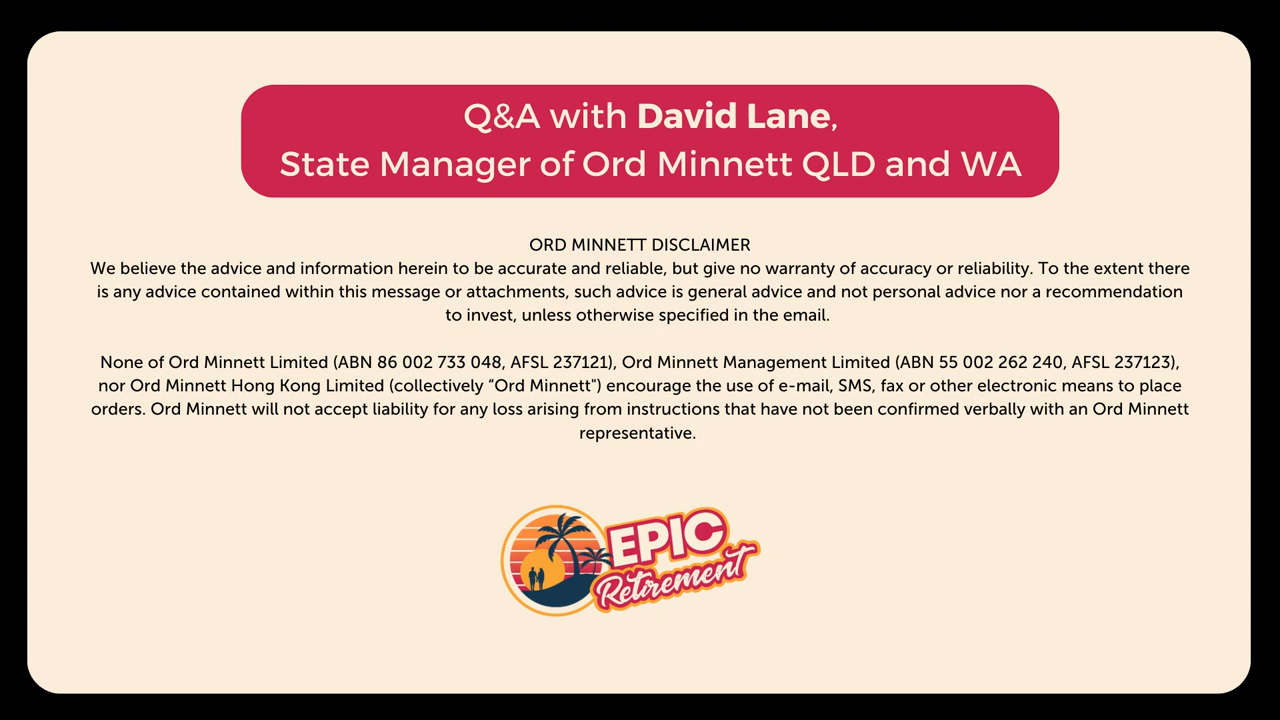 Q&A with David Lane,
State Manager of Ord Minnett QLD and WA
ORD MINNETT DISCLAIMER
We believe the advice and information herein to be accurate and reliable, but give no warranty of accuracy or reliability. To the extent there
is any advice contained within this message or attachments, such advice is general advice and not personal advice nor a recommendation
to invest, unless otherwise specified in the email.
None of Ord Minnett Limited (ABN 86 002 733 048, AFSL 237121), Ord Minnett Management Limited (ABN 55 002 262 240, AFSL 237123),
nor Ord Minnett Hong Kong Limited (collectively “Ord Minnett") encourage the use of e-mail, SMS, fax or other electronic means to place
orders. Ord Minnett will not accept liability for any loss arising from instructions that have not been confirmed verbally with an Ord Minnett
representative.
EPIC
Retirement